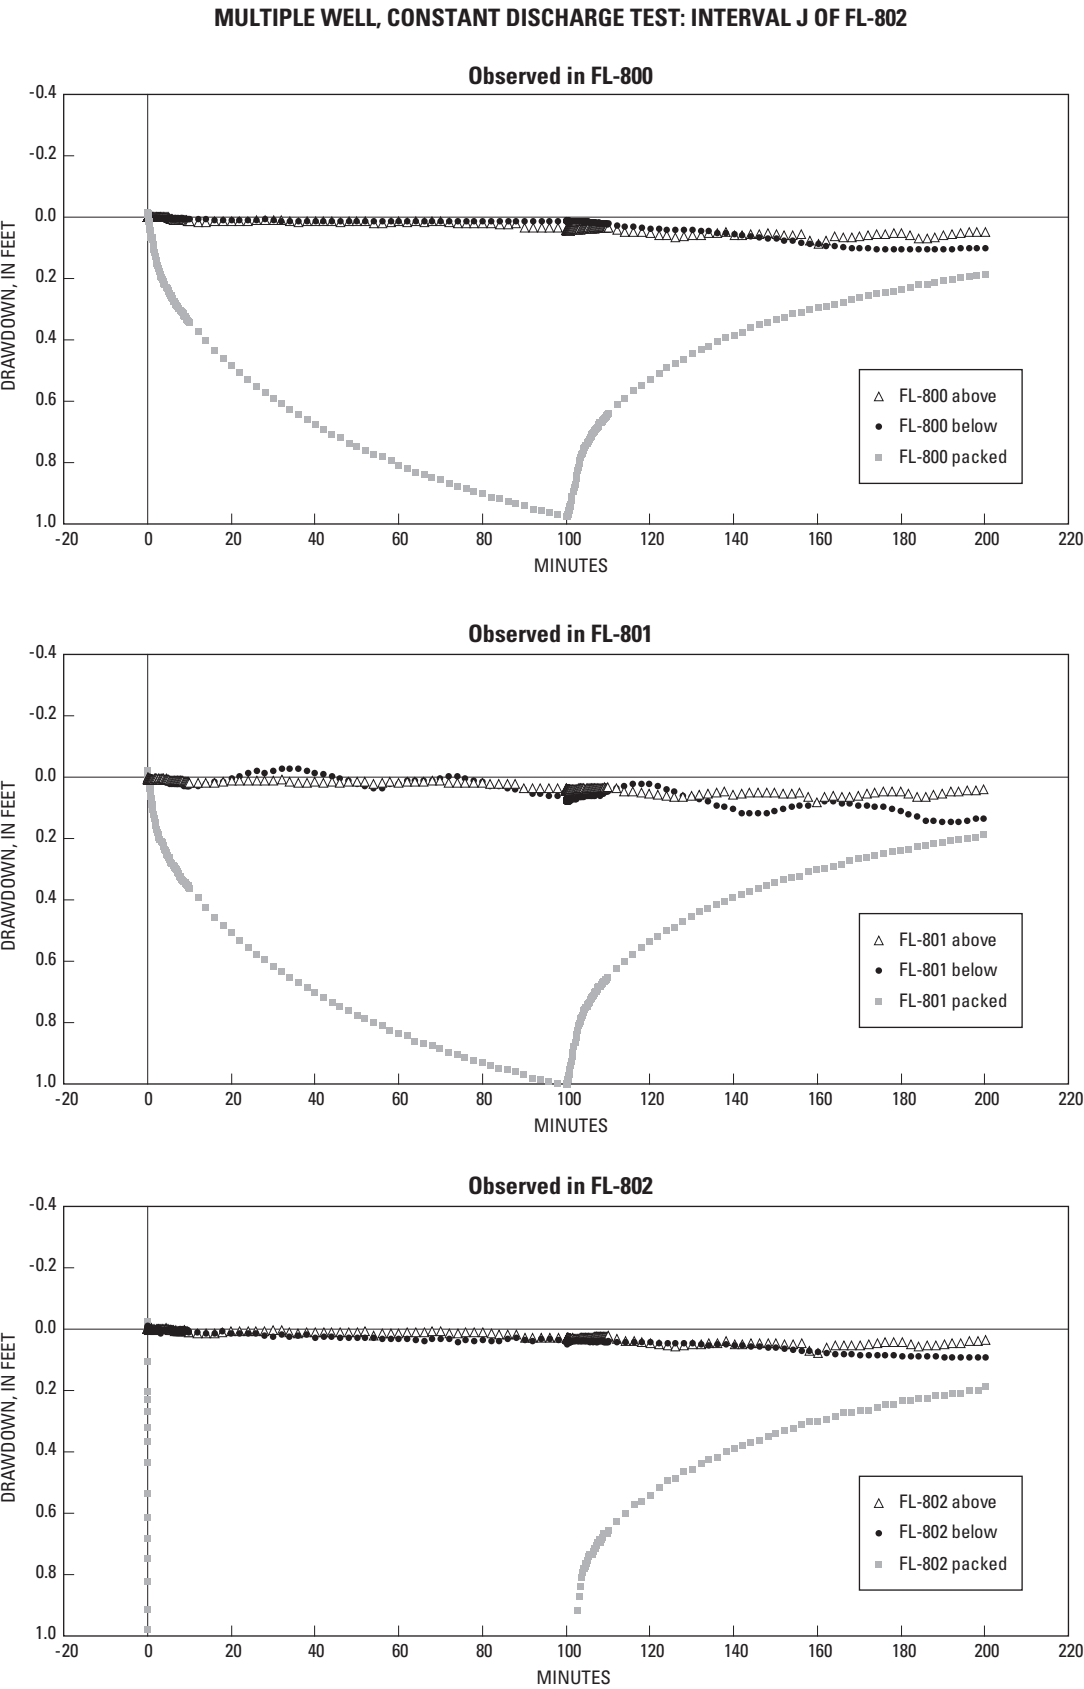 MULTIPLE WELL, CONSTANT DISCHARGE TEST: INTERVAL J OF FL-802
Observed in FL-800
-0.4
-0.2
0.0
0.2
0.4
0.6
0.8
1.0
DRAWDOWN, IN FEET
FL-800 above
FL-800 below
FL-800 packed
-20 0 20 40 60 80 100 120 140 160 180 200 220
MINUTES
Observed in FL-801
-0.4
-0.2
0.0
0.2
0.4
0.6
0.8
1.0
DRAWDOWN, IN FEET
FL-801 above
FL-801 below
FL-801 packed
-20 0 20 40 60 80 100 120 140 160 180 200 220
MINUTES
Observed in FL-802
-0.4
-0.2
0.0
0.2
0.4
0.6
0.8
1.0
DRAWDOWN, IN FEET
FL-802 above
FL-802 below
FL-802 packed
-20 0 20 40 60 80 100 120 140 160 180 200 220
MINUTES